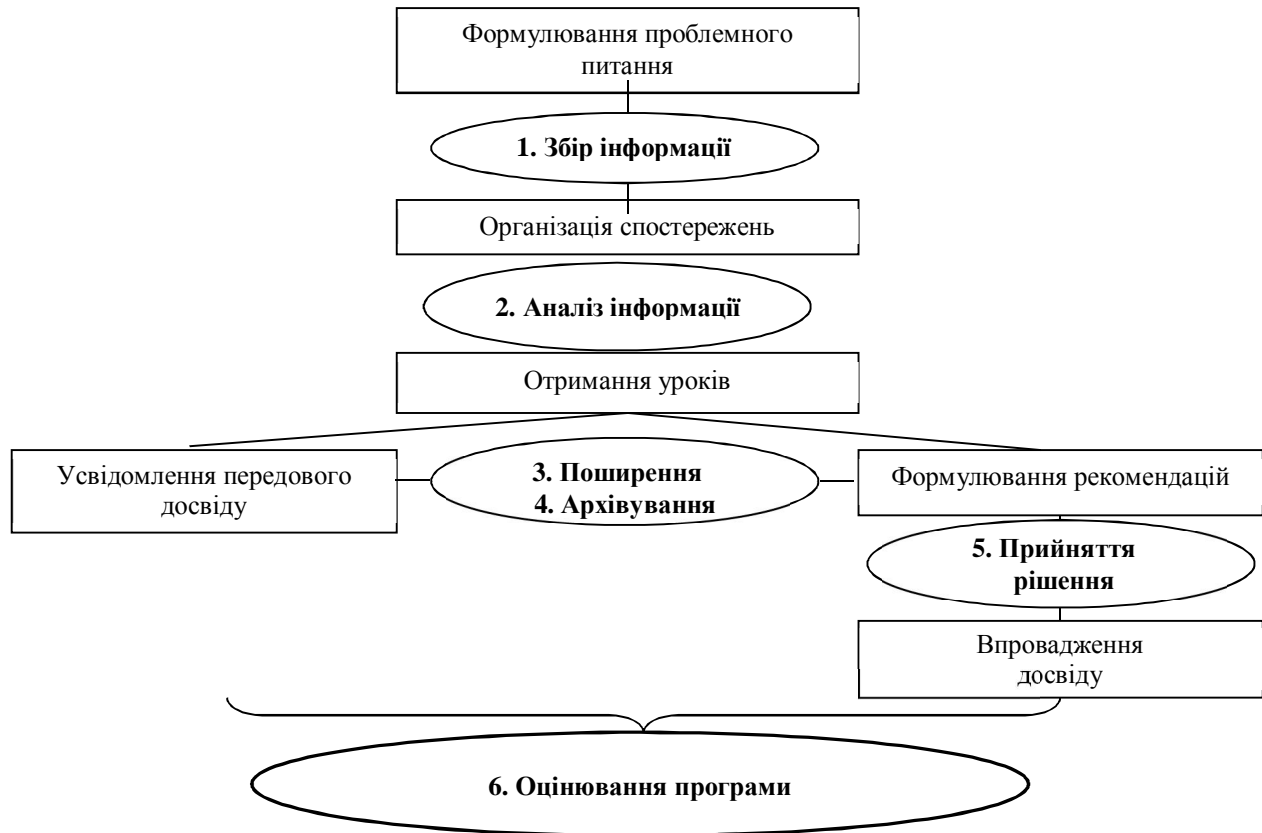 Формулювання проблемного
питання
1. Збір інформації
Організація спостережень
2. Аналіз інформації
Отримання уроків
Усвідомлення передового
досвіду
3. Поширення
4. Архівування
Формулювання рекомендацій
5. Прийняття
рішення
Впровадження
досвіду
6. Оцінювання програми